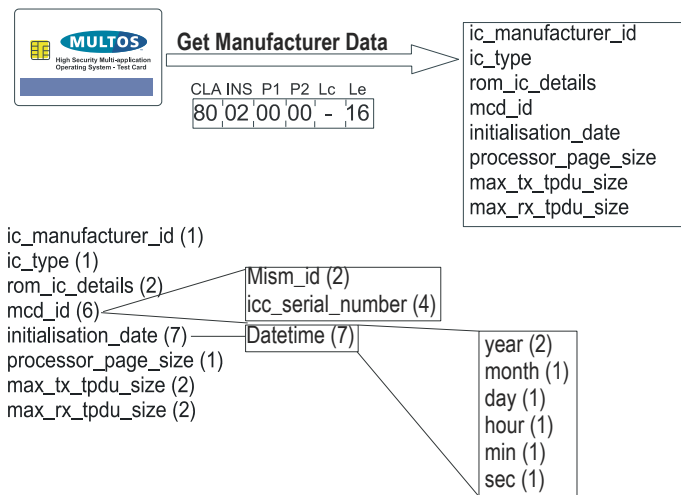 MULTOS
High Security Multi-application
Operating System - Test Card
Get Manufacturer Data
CLA INS P1 P2 Lc Le
80 02 00 00 - 16
ic_manufacturer_id
ic_type
rom_ic_details
mcd_id
initialisation_date
processor_page_size
max_tx_tpdu_size
max_rx_tpdu_size
ic_manufacturer_id (1)
ic_type (1)
rom_ic_details (2)
mcd_id (6)
initialisation_date (7)
processor_page_size (1)
max_tx_tpdu_size (2)
max_rx_tpdu_size (2)
Mism_id (2)
icc_serial_number (4)
Datetime (7)
year (2)
month (1)
day (1)
hour (1)
min (1)
sec (1)